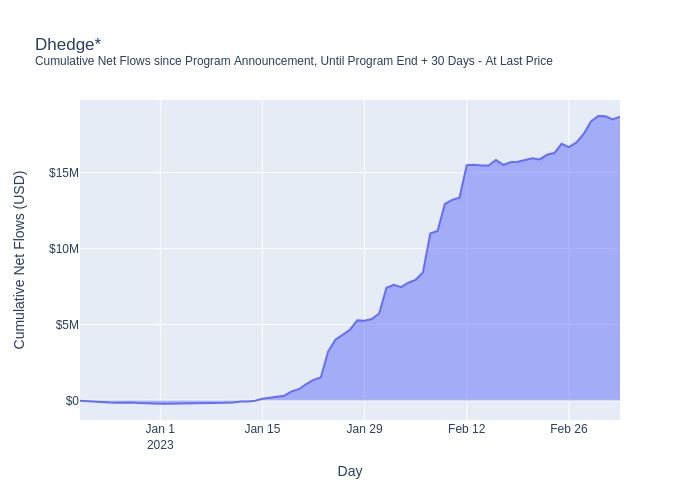 Dhedge*
Cumulative Net Flows since Program Announcement, Until Program End + 30 Days - At Last Price
Cumulative Net Flows (USD)
$15M
$10M
$5M
$0
Jan 1
2023
Jan 15
Jan 29
Feb 12
Feb 26
Day